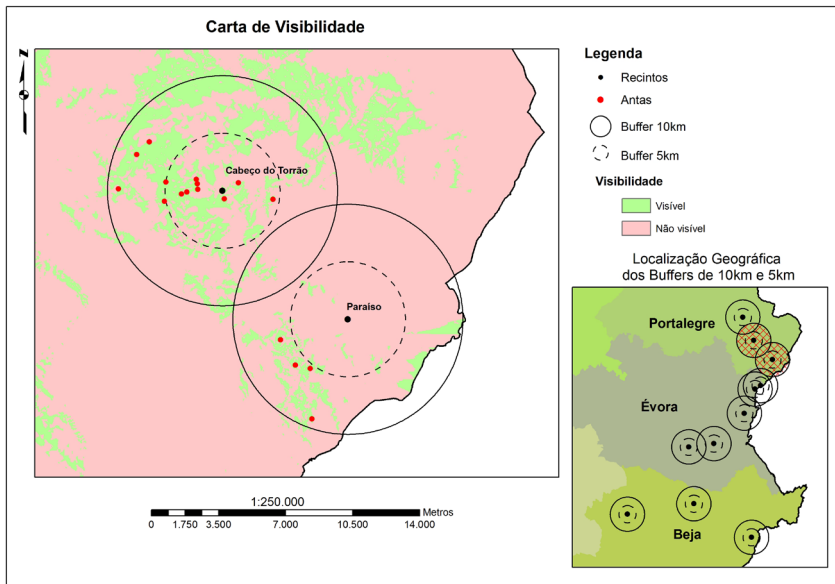 Carta de Visibilidade
Z
Cabeço do Torrão
Paraiso
1:250.000
Metros
0 1.750 3.500 7.000 10.500 14.000
Legenda
Recintos
Antas
Buffer 10km
Buffer 5km
Visibilidade
Visível
Não visível
Localização Geográfica
dos Buffers de 10km e 5km
Portalegre
Évora
Beja